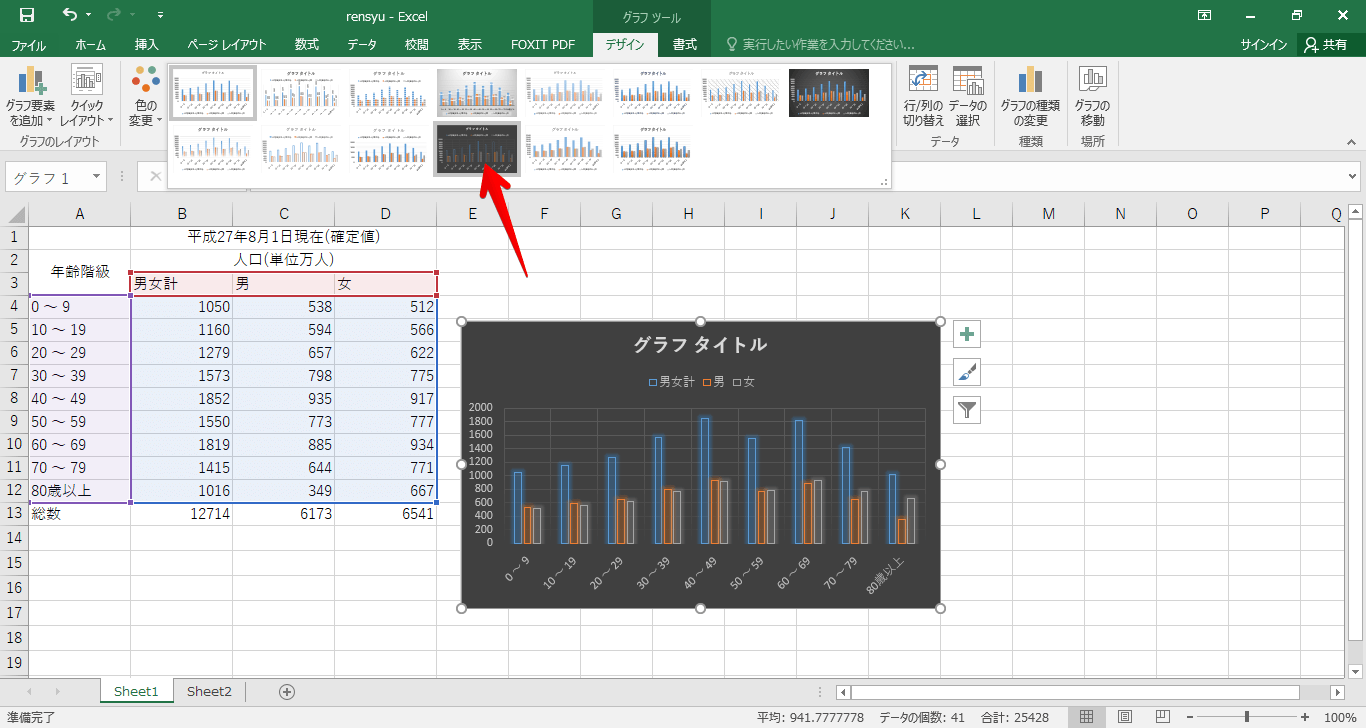 rensyu - Excel
グラフ ツール
ファイル ホーム 挿入 ページ レイアウト 数式 データ 校閲 表示 FOXIT PDF デザイン 書式 実行したい作業を入力してください... サインイン 共有
グラフ要素を追加
クイックレイアウト
グラフのレイアウト
色の変更
行/列の切り替え
データの選択
データ
グラフの種類の変更
種類
グラフの移動
場所
グラフ 1
A B C D E F G H I J K L M N O P Q
1 平成27年8月1日現在(確定値)
2 年齢階級 人口(単位万人)
3 男女計 男 女
4 0 ～ 9 1050 538 512
5 10 ～ 19 1160 594 566
6 20 ～ 29 1279 657 622
7 30 ～ 39 1573 798 775
8 40 ～ 49 1852 935 917
9 50 ～ 59 1550 773 777
10 60 ～ 69 1819 885 934
11 70 ～ 79 1415 644 771
12 80歳以上 1016 349 667
13 総数 12714 6173 6541
14
15
16
17
18
19
グラフ タイトル
男女計 男 女
2000
1800
1600
1400
1200
1000
800
600
400
200
0
0 ～ 9 10 ～ 19 20 ～ 29 30 ～ 39 40 ～ 49 50 ～ 59 60 ～ 69 70 ～ 79 80歳以上
Sheet1 Sheet2
準備完了 平均: 941.7777778 データの個数: 41 合計: 25428 100%